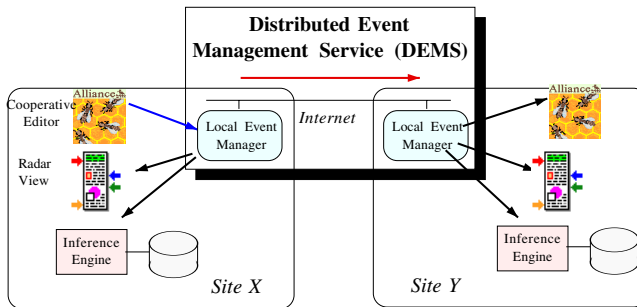 Distributed Event
Management Service (DEMS)
Alliance
Cooperative
Editor
Local Event
Manager
Internet
Local Event
Manager
Alliance
Radar
View
Inference
Engine
Inference
Engine
Site X
Site Y